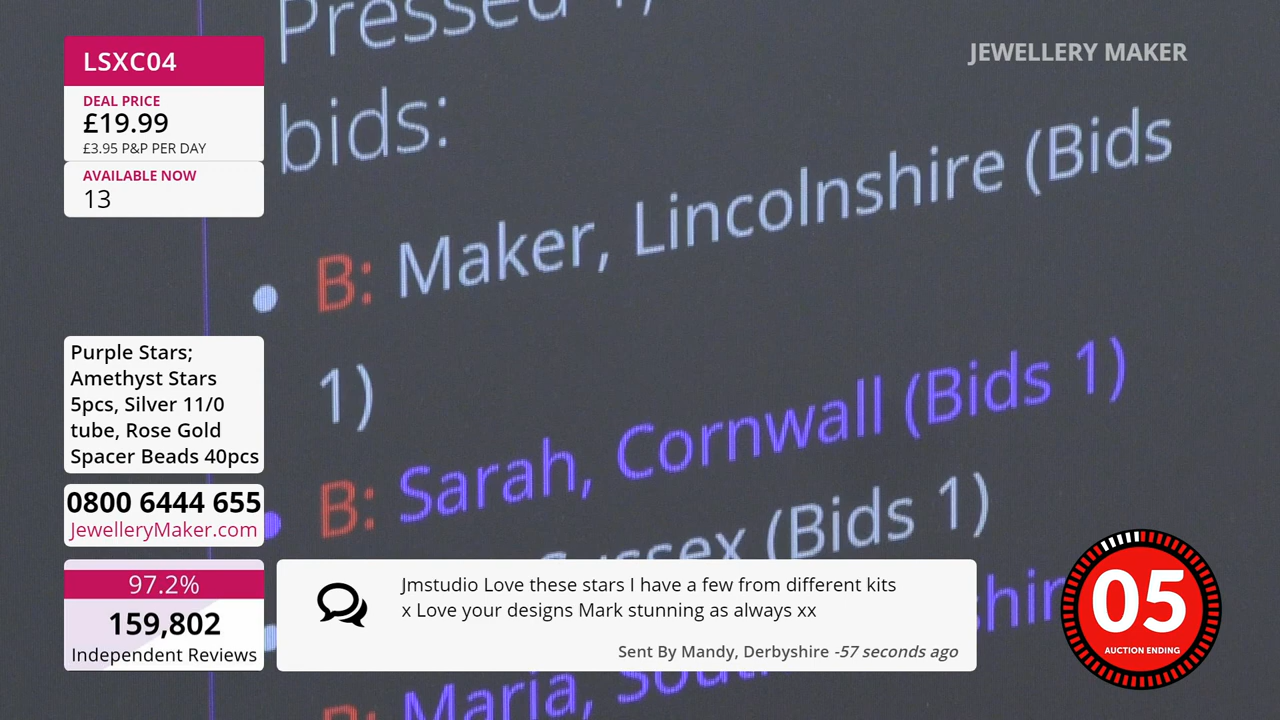 LSXC04
DEAL PRICE
£19.99
£3.95 P&P PER DAY
AVAILABLE NOW
13
Purple Stars;
Amethyst Stars
5pcs, Silver 11/0
tube, Rose Gold
Spacer Beads 40pcs
0800 6444 655
JewelleryMaker.com
97.2%
159,802
Independent Reviews
JEWELLERY MAKER
Pressed 1)
bids:
B: Maker, Lincolnshire (Bids
1)
B: Sarah, Cornwall (Bids 1)
(Bids 1)
B: Maria,
Jmstudio Love these stars I have a few from different kits
x Love your designs Mark stunning as always xx
Sent By Mandy, Derbyshire -57 seconds ago
05
AUCTION ENDING